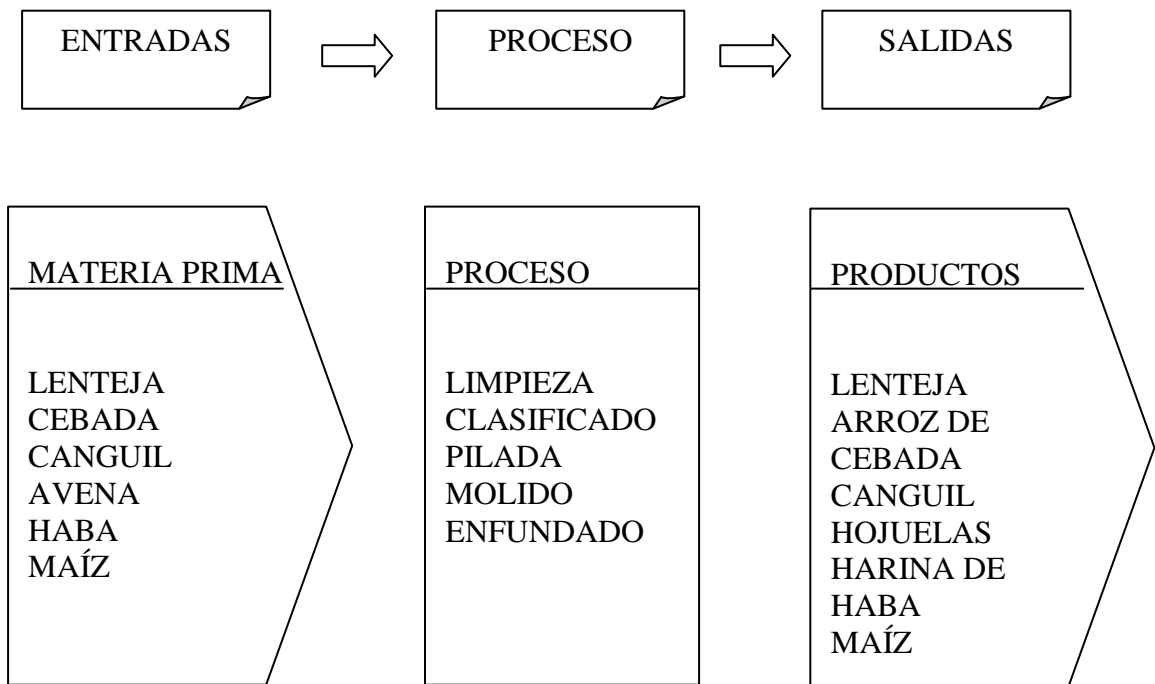 ENTRADAS
PROCESO
SALIDAS
MATERIA PRIMA
LENTEJA
CEBADA
CANGUIL
AVENA
HABA
MAÍZ
PROCESO
LIMPIEZA
CLASIFICADO
PILADA
MOLIDO
ENFUNDADO
PRODUCTOS
LENTEJA
ARROZ DE
CEBADA
CANGUIL
HOJUELAS
HARINA DE
HABA
MAÍZ